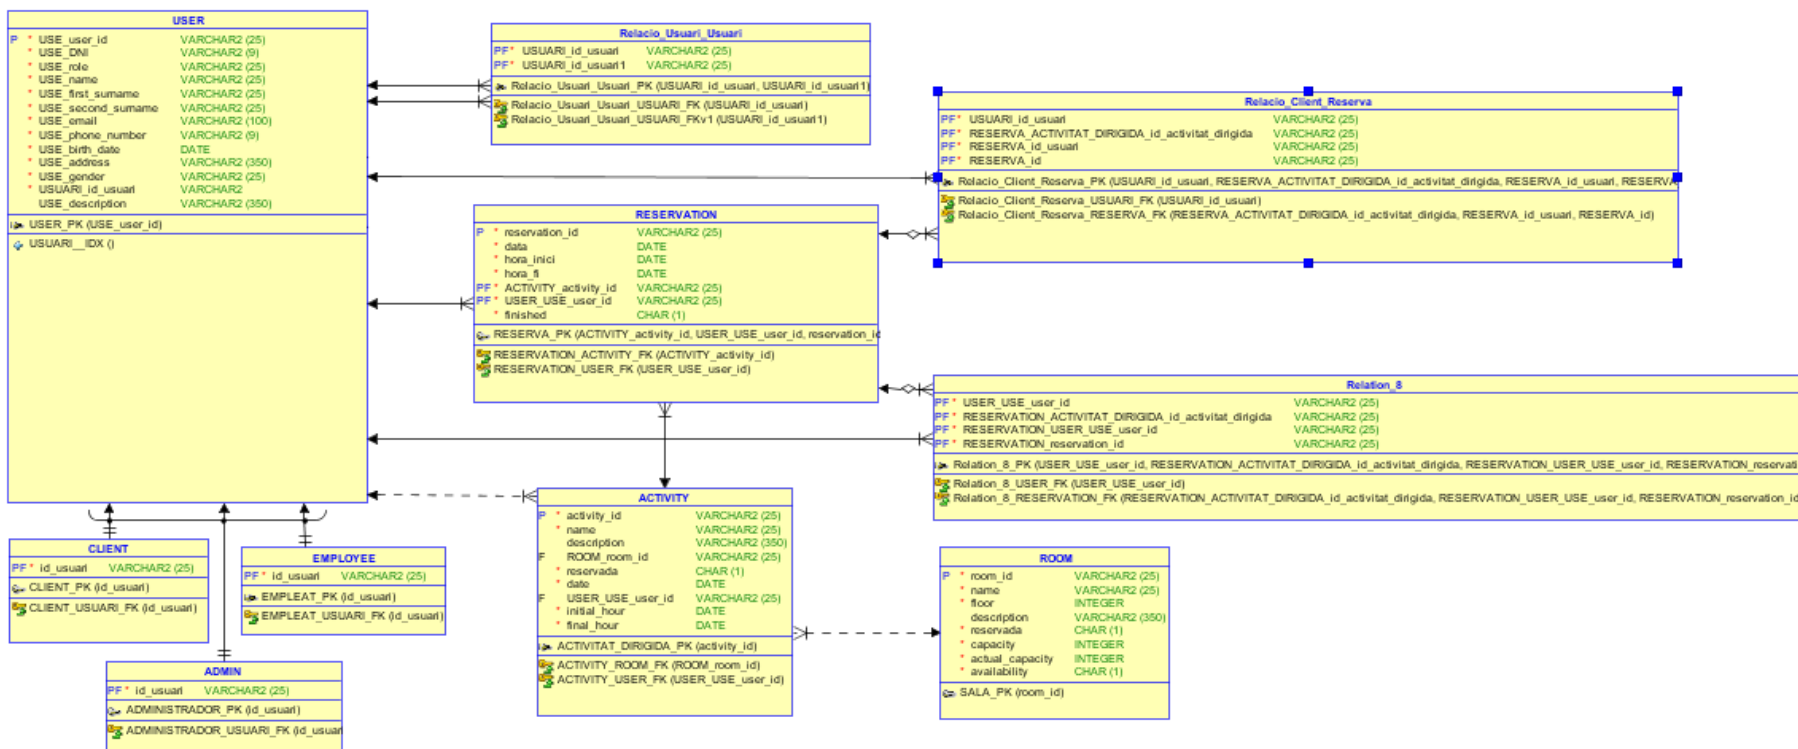 USER
P * USE_user_id VARCHAR2 (25)
* USE_DNI VARCHAR2 (9)
* USE_role VARCHAR2 (25)
* USE_name VARCHAR2 (25)
* USE_first_surname VARCHAR2 (25)
* USE_second_surname VARCHAR2 (25)
* USE_email VARCHAR2 (100)
* USE_phone_number VARCHAR2 (9)
* USE_birth_date DATE
* USE_address VARCHAR2 (350)
* USE_gender VARCHAR2 (25)
* USUARI_id_usuari VARCHAR2
USE_description VARCHAR2 (350)
USER_PK (USE_user_id)
USUARI__IDX ()
Relacio_Usuari_Usuari
PF* USUARI_id_usuari VARCHAR2 (25)
PF* USUARI_id_usuari1 VARCHAR2 (25)
Relacio_Usuari_Usuari_PK (USUARI_id_usuari, USUARI_id_usuari1)
Relacio_Usuari_Usuari_USUARI_FK (USUARI_id_usuari)
Relacio_Usuari_Usuari_USUARI_FKv1 (USUARI_id_usuari1)
Relacio_Client_Reserva
PF* USUARI_id_usuari VARCHAR2 (25)
PF* RESERVA_ACTIVITAT_DIRIGIDA_id_activitat_dirigida VARCHAR2 (25)
PF* RESERVA_id_usuari VARCHAR2 (25)
PF* RESERVA_id VARCHAR2 (25)
Relacio_Client_Reserva_PK (USUARI_id_usuari, RESERVA_ACTIVITAT_DIRIGIDA_id_activitat_dirigida, RESERVA_id_usuari, RESERVA
Relacio_Client_Reserva_USUARI_FK (USUARI_id_usuari)
Relacio_Client_Reserva_RESERVA_FK (RESERVA_ACTIVITAT_DIRIGIDA_id_activitat_dirigida, RESERVA_id_usuari, RESERVA_id)
RESERVATION
P * reservation_id VARCHAR2 (25)
* data DATE
* hora_inici DATE
* hora_fi DATE
PF * ACTIVITY_activity_id VARCHAR2 (25)
PF * USER_USE_user_id VARCHAR2 (25)
* finished CHAR (1)
RESERVA_PK (ACTIVITY_activity_id, USER_USE_user_id, reservation_id
RESERVATION_ACTIVITY_FK (ACTIVITY_activity_id)
RESERVATION_USER_FK (USER_USE_user_id)
Relation_8
PF * USER_USE_user_id VARCHAR2 (25)
PF * RESERVATION_ACTIVITAT_DIRIGIDA_id_activitat_dirigida VARCHAR2 (25)
PF * RESERVATION_USER_USE_user_id VARCHAR2 (25)
PF * RESERVATION_reservation_id VARCHAR2 (25)
Relation_8_PK (USER_USE_user_id, RESERVATION_ACTIVITAT_DIRIGIDA_id_activitat_dirigida, RESERVATION_USER_USE_user_id, RESERVATION_reservati
Relation_8_USER_FK (USER_USE_user_id)
Relation_8_RESERVATION_FK (RESERVATION_ACTIVITAT_DIRIGIDA_id_activitat_dirigida, RESERVATION_USER_USE_user_id, RESERVATION_reservation_id
ACTIVITY
P * activity_id VARCHAR2 (25)
* name VARCHAR2 (25)
description VARCHAR2 (350)
F ROOM_room_id VARCHAR2 (25)
* reservada CHAR (1)
* date DATE
F USER_USE_user_id VARCHAR2 (25)
* initial_hour DATE
* final_hour DATE
ACTIVITAT_DIRIGIDA_PK (activity_id)
ACTIVITY_ROOM_FK (ROOM_room_id)
ACTIVITY_USER_FK (USER_USE_user_id)
ROOM
P * room_id VARCHAR2 (25)
* name VARCHAR2 (25)
* floor INTEGER
description VARCHAR2 (350)
* reservada CHAR (1)
* capacity INTEGER
* actual_capacity INTEGER
* availability CHAR (1)
SALA_PK (room_id)
CLIENT
PF * id_usuari VARCHAR2 (25)
CLIENT_PK (id_usuari)
CLIENT_USUARI_FK (id_usuari)
EMPLOYEE
PF * id_usuari VARCHAR2 (25)
EMPLEAT_PK (id_usuari)
EMPLEAT_USUARI_FK (id_usuari)
ADMIN
PF * id_usuari VARCHAR2 (25)
ADMINISTRADOR_PK (id_usuari)
ADMINISTRADOR_USUARI_FK (id_usuari